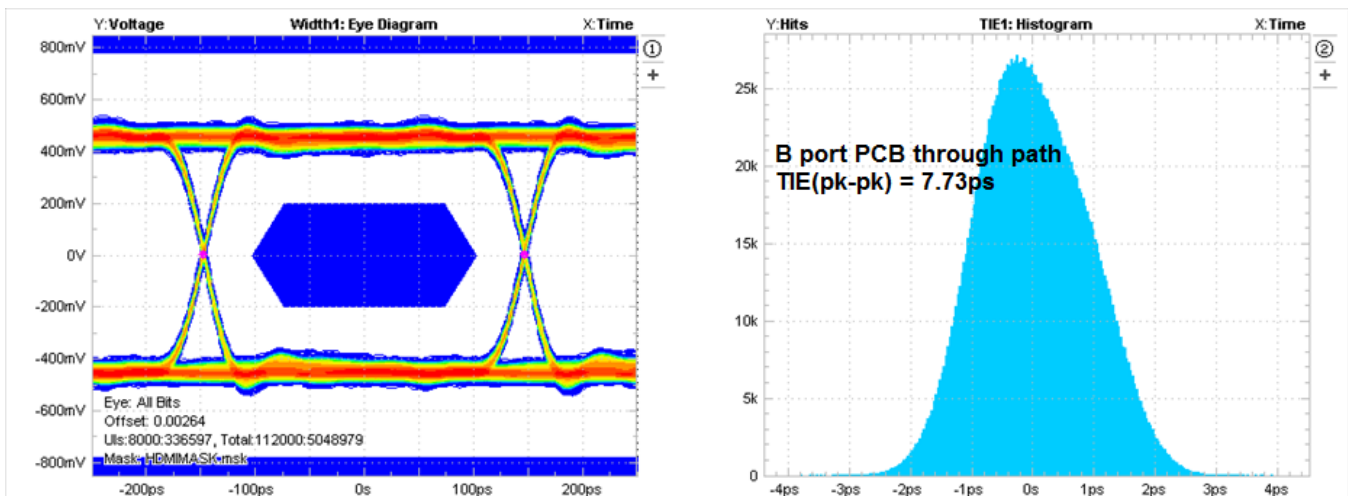 Y:Voltage Width1: Eye Diagram X:Time
800mV
600mV
400mV
200mV
0V
-200mV
-400mV
-600mV
-800mV
Eye: All Bits
Offset: 0.00264
UIs:8000:336597, Total:112000:5048979
Mask: HDMIMASK.msk
-200ps -100ps 0s 100ps 200ps
1
+
Y:Hits TIE1: Histogram X:Time
25k
20k
15k
10k
5k
0
B port PCB through path
TIE(pk-pk) = 7.73ps
-4ps -3ps -2ps -1ps 0s 1ps 2ps 3ps 4ps
2
+